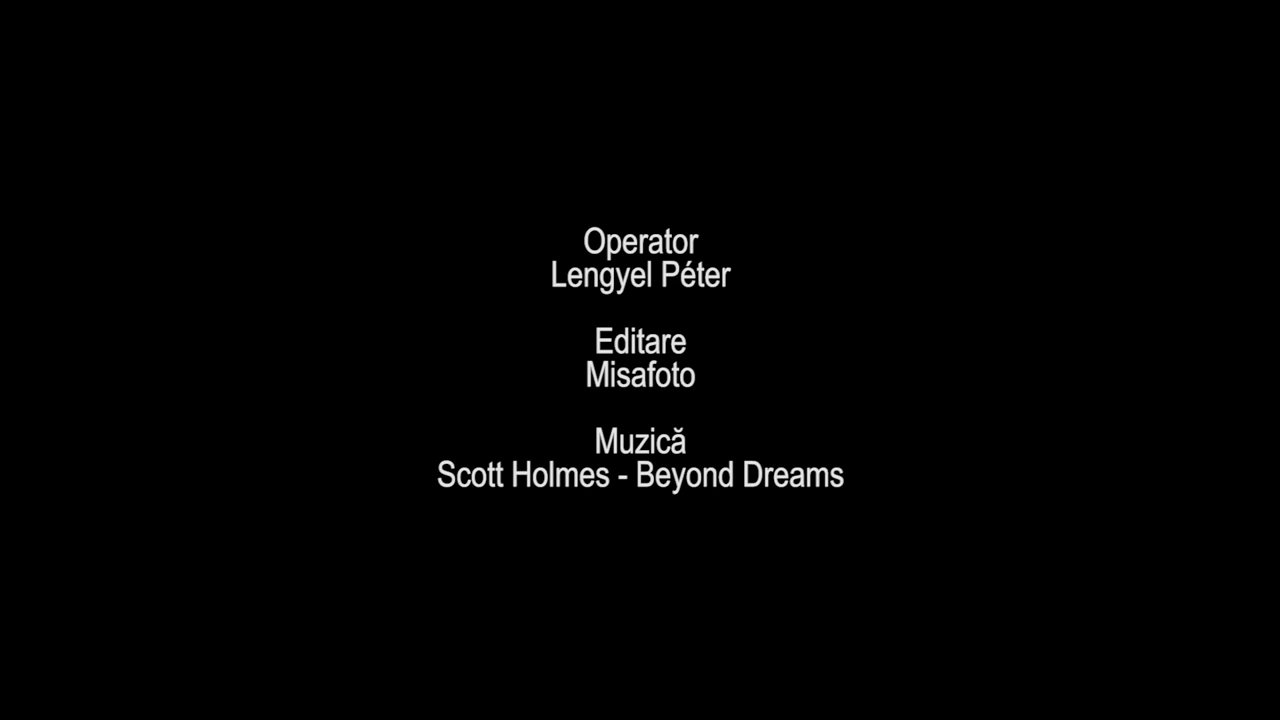 Operator
Lengyel Péter
Editare
Misafoto
Muzică
Scott Holmes - Beyond Dreams